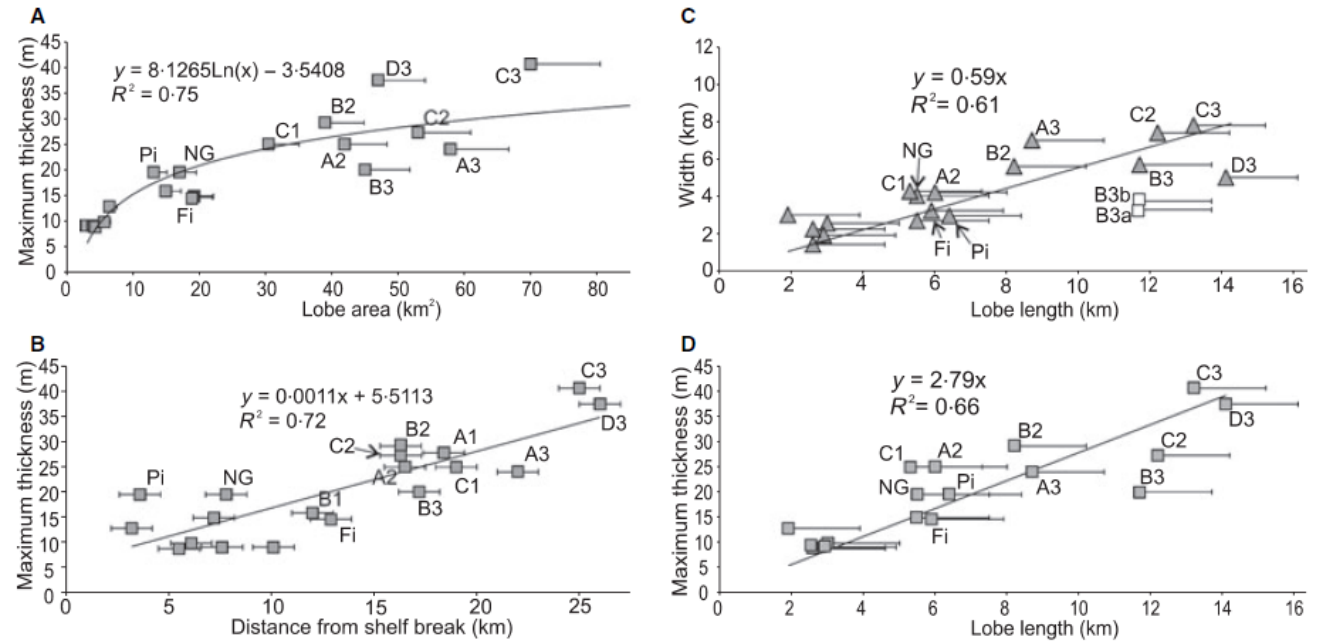 A
Maximum thickness (m)
45
40
35
30
25
20
15
10
5
0
y = 8·1265Ln(x) – 3·5408
R² = 0·75
Pi
NG
Fi
C1
B2
A2
D3
B3
C2
A3
C3
0
10
20
30
40
50
60
70
80
Lobe area (km²)
C
Width (km)
12
10
8
6
4
2
0
y = 0·59x
R² = 0·61
NG
C1
A2
Fi
Pi
B2
A3
C2
C3
B3
D3
B3b
B3a
0
2
4
6
8
10
12
14
16
Lobe length (km)
B
Maximum thickness (m)
45
40
35
30
25
20
15
10
5
0
y = 0·0011x + 5·5113
R² = 0·72
Pi
NG
C2
B2
A1
A2
B1
Fi
B3
C1
A3
C3
D3
0
5
10
15
20
25
Distance from shelf break (km)
D
Maximum thickness (m)
45
40
35
30
25
20
15
10
5
0
y = 2·79x
R² = 0·66
C1
A2
NG
Pi
Fi
B2
A3
C3
D3
C2
B3
0
2
4
6
8
10
12
14
16
Lobe length (km)